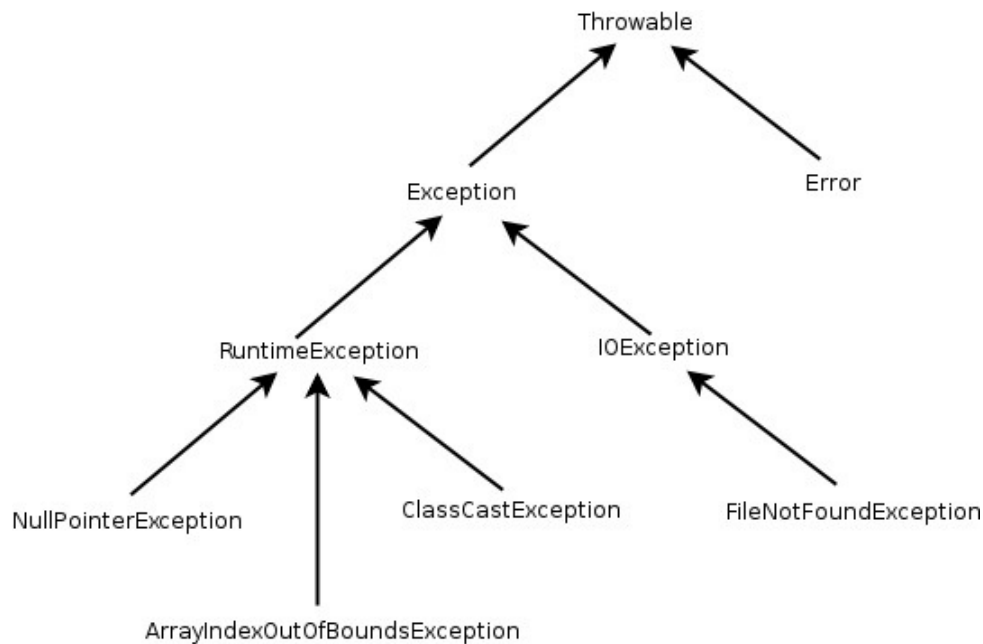 Throwable
Exception
Error
RuntimeException
IOException
NullPointerException
ClassCastException
FileNotFoundException
ArrayIndexOutOfBoundsException